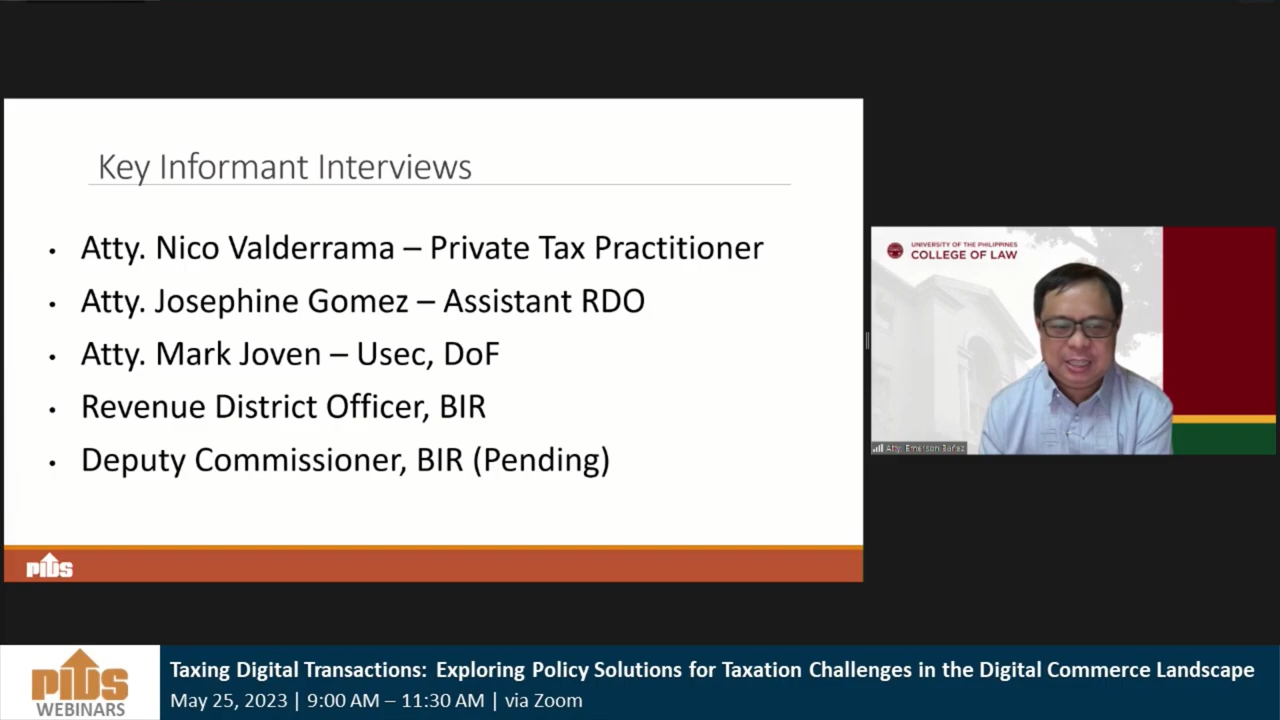 Key Informant Interviews
• Atty. Nico Valderrama – Private Tax Practitioner
• Atty. Josephine Gomez – Assistant RDO
• Atty. Mark Joven – Usec, DoF
• Revenue District Officer, BIR
• Deputy Commissioner, BIR (Pending)
pids
UNIVERSITY OF THE PHILIPPINES
COLLEGE OF LAW
Atty. Emerson Bañez
pids
WEBINARS
Taxing Digital Transactions: Exploring Policy Solutions for Taxation Challenges in the Digital Commerce Landscape
May 25, 2023 | 9:00 AM – 11:30 AM | via Zoom